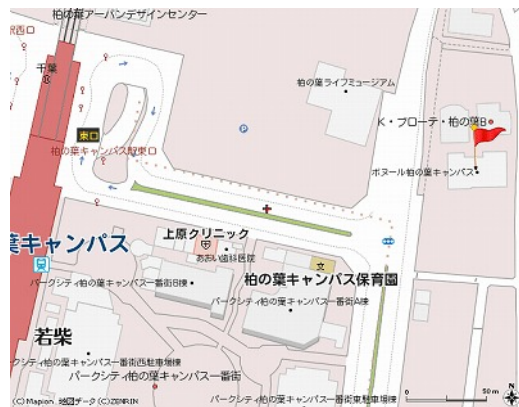 柏の葉アーバンデザインセンター
駅西口
千葉
柏の葉ライフミュージアム
P
K・ブローテ・柏の葉B
東口
柏の葉キャンパス駅東口
ボヌール柏の葉キャンパス
上原クリニック
葉キャンパス
あおい歯科医院
文
柏の葉キャンパス保育園
パークシティ柏の葉キャンパス一番街B棟
パークシティ柏の葉キャンパス一番街A棟
若柴
クシティ柏の葉キャンパス一番街西駐車場棟
パークシティ柏の葉キャンパス一番街
パークシティ柏の葉キャンパス一番街東駐車場棟
(C)Mapion, 地図データ(C)ZENRIN
0 50 m
N